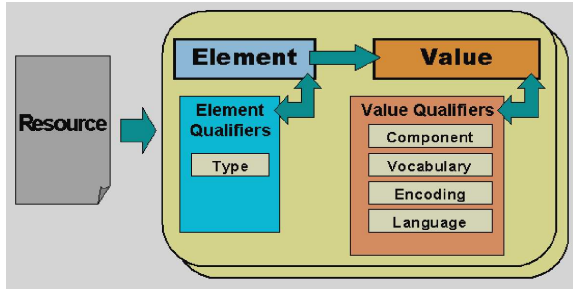 Element
Value
Resource
Element
Qualifiers
Type
Value Qualifiers
Component
Vocabulary
Encoding
Language